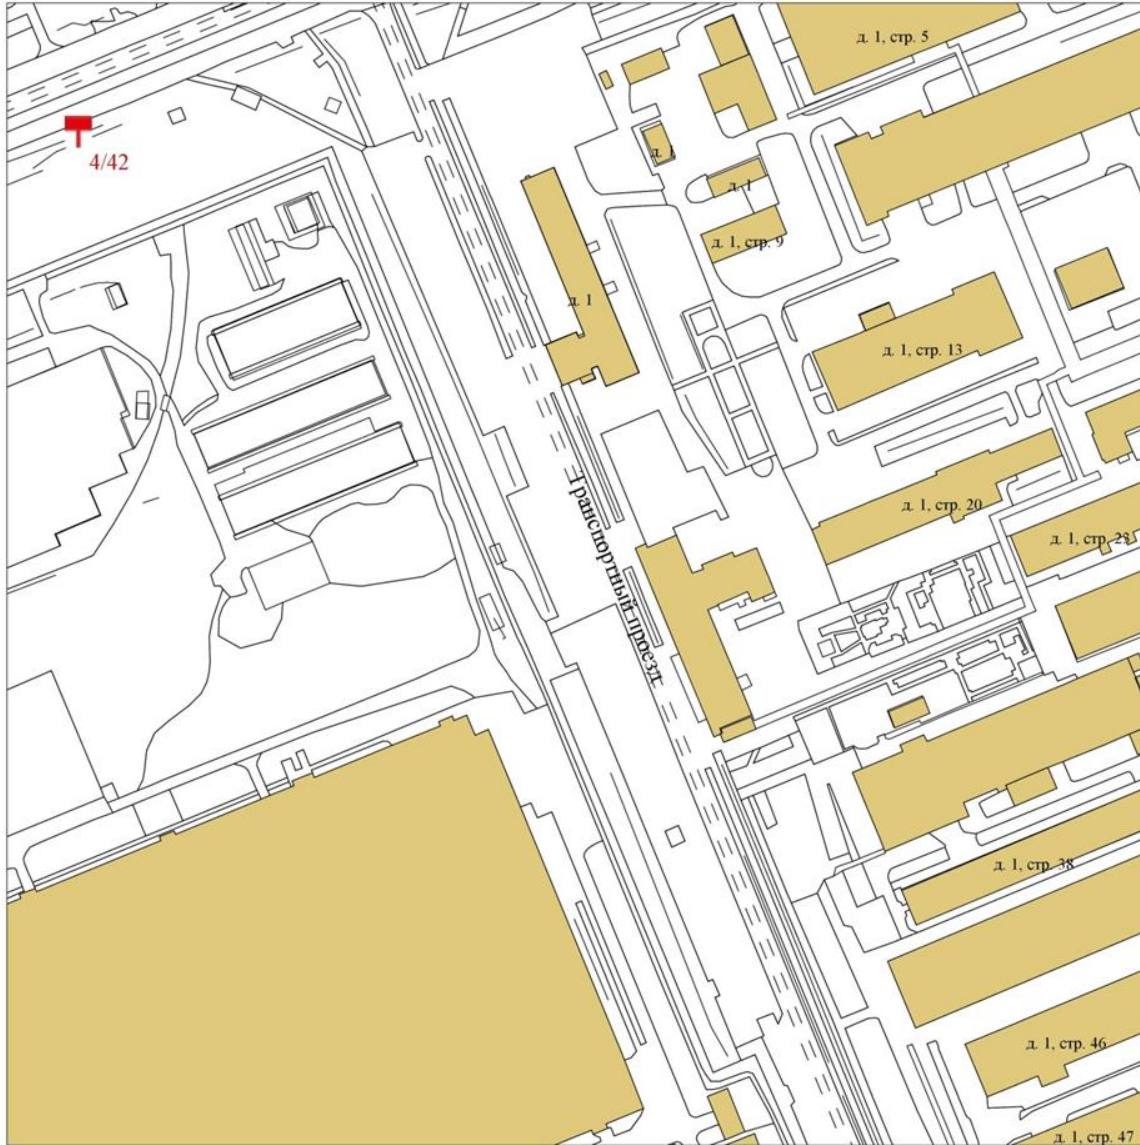 д. 1, стр. 5
4/42
д. 1
д. 1
д. 1, стр. 9
д. 1
д. 1, стр. 13
Транспортный проезд
д. 1, стр. 20
д. 1, стр. 23
д. 1, стр. 38
д. 1, стр. 46
д. 1, стр. 47